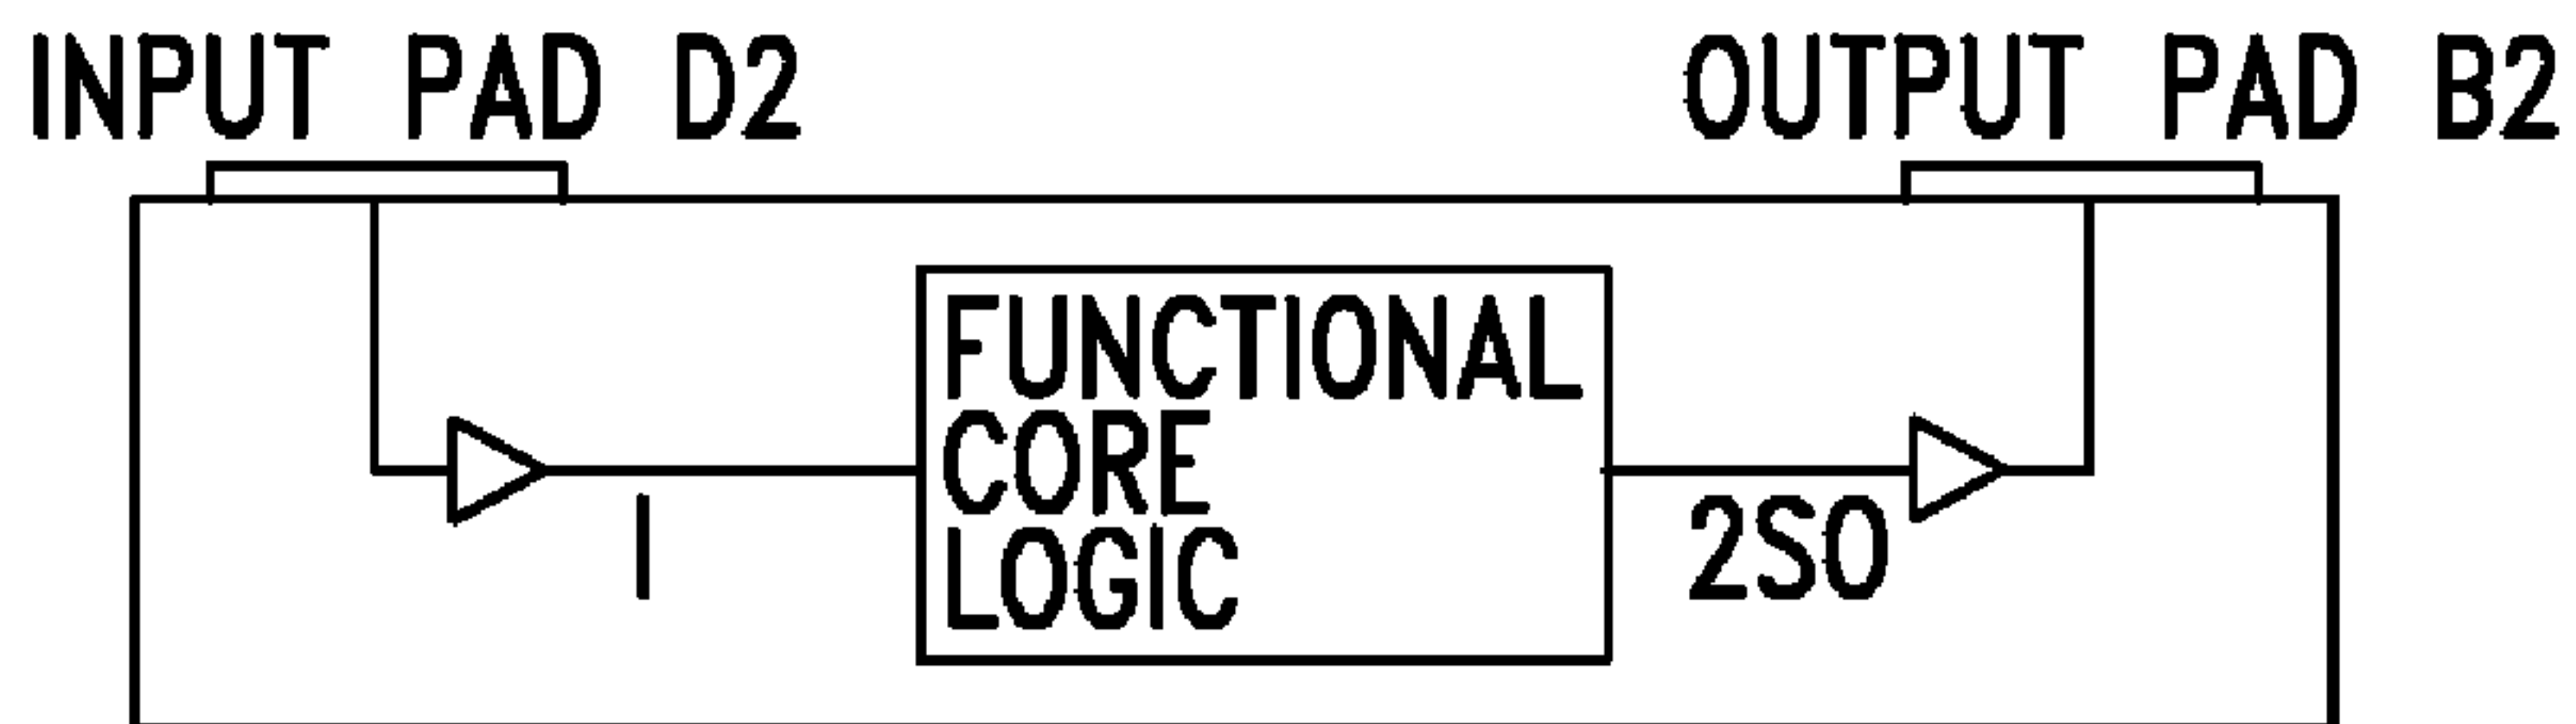 INPUT PAD D2
OUTPUT PAD B2
FUNCTIONAL
CORE
LOGIC
I
2SO